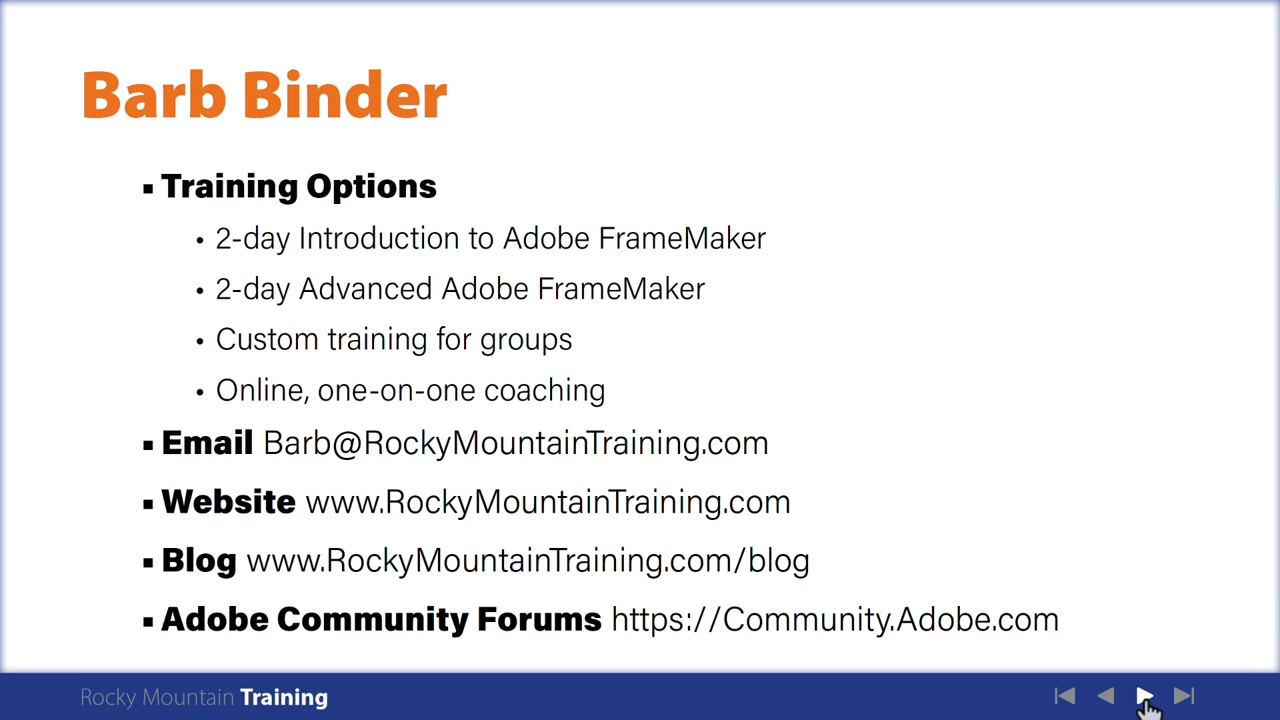 Barb Binder
▪ Training Options
• 2-day Introduction to Adobe FrameMaker
• 2-day Advanced Adobe FrameMaker
• Custom training for groups
• Online, one-on-one coaching
▪ Email Barb@RockyMountainTraining.com
▪ Website www.RockyMountainTraining.com
▪ Blog www.RockyMountainTraining.com/blog
▪ Adobe Community Forums https://Community.Adobe.com
Rocky Mountain Training